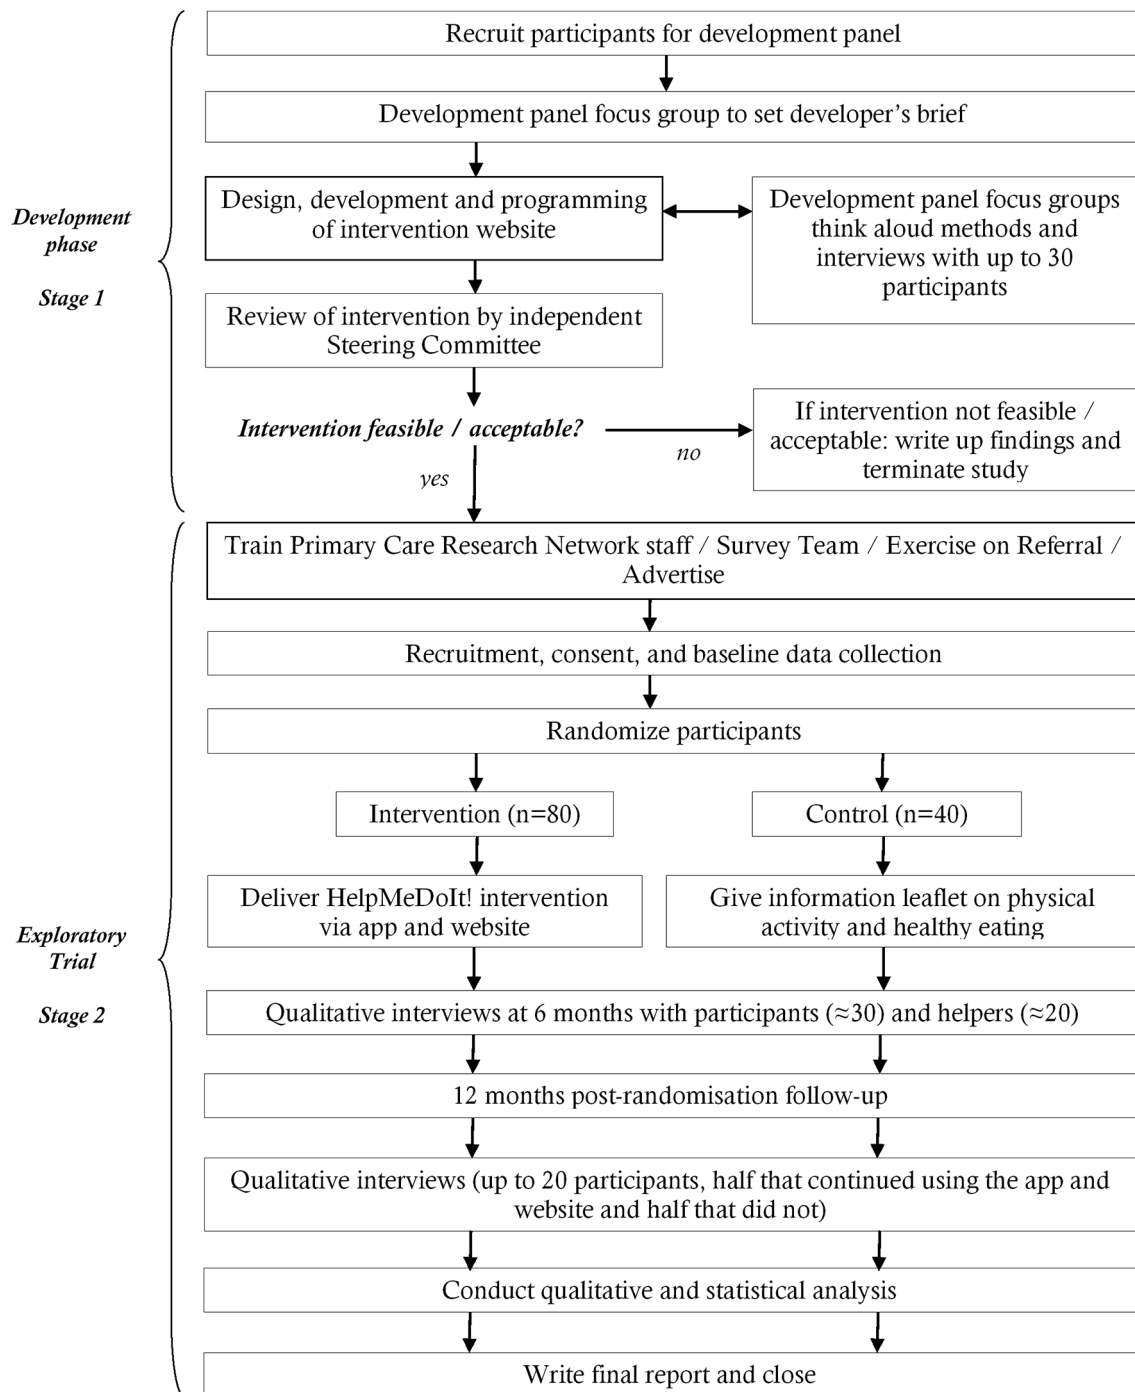 Recruit participants for development panel
Development panel focus group to set developer's brief
Design, development and programming
of intervention website
Development panel focus groups
think aloud methods and
interviews with up to 30
participants
Development
phase
Stage 1
Review of intervention by independent
Steering Committee
Intervention feasible / acceptable?
no
yes
If intervention not feasible /
acceptable: write up findings and
terminate study
Train Primary Care Research Network staff / Survey Team / Exercise on Referral /
Advertise
Recruitment, consent, and baseline data collection
Randomize participants
Intervention (n=80)
Control (n=40)
Deliver HelpMeDoIt! intervention
via app and website
Give information leaflet on physical
activity and healthy eating
Exploratory
Trial
Stage 2
Qualitative interviews at 6 months with participants (≈30) and helpers (≈20)
12 months post-randomisation follow-up
Qualitative interviews (up to 20 participants, half that continued using the app and
website and half that did not)
Conduct qualitative and statistical analysis
Write final report and close